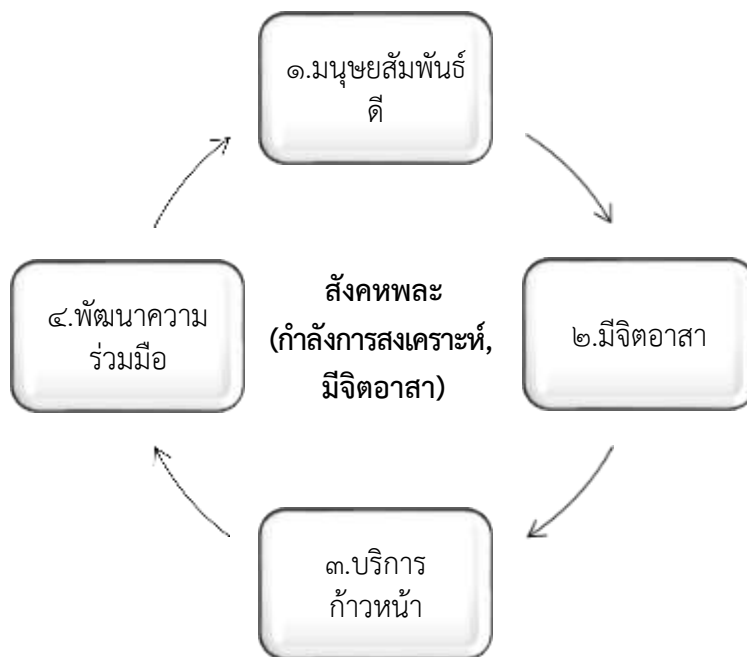 ๑.มนุษยสัมพันธ์
ดี
๒.มีจิตอาสา
๓.บริการ
ก้าวหน้า
๔.พัฒนาความ
ร่วมมือ
สังคหพละ
(กำลังการสงเคราะห์,
มีจิตอาสา)